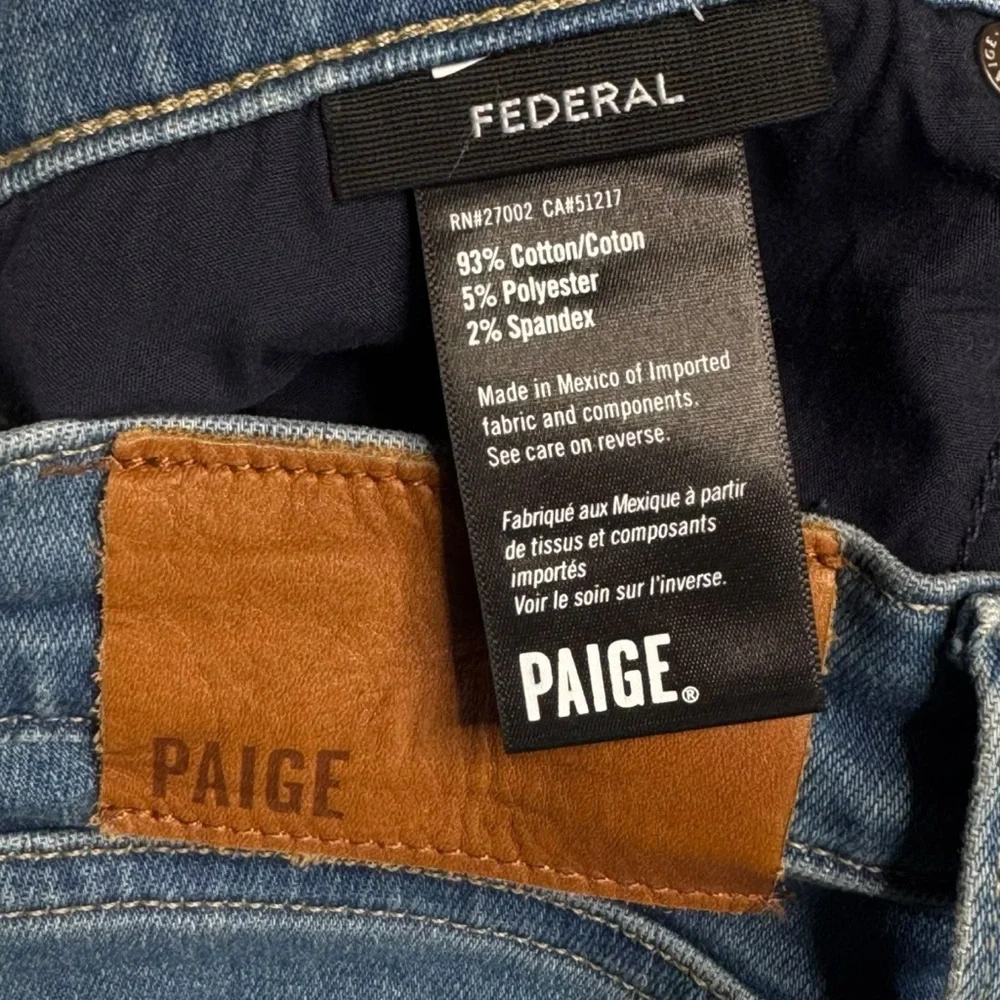 FEDERAL
RN#27002 CA#51217
93% Cotton/Coton
5% Polyester
2% Spandex
Made in Mexico of Imported
fabric and components.
See care on reverse.
Fabriqué aux Mexique à partir
de tissus et composants
importés
Voir le soin sur l'inverse.
PAIGE®
PAIGE